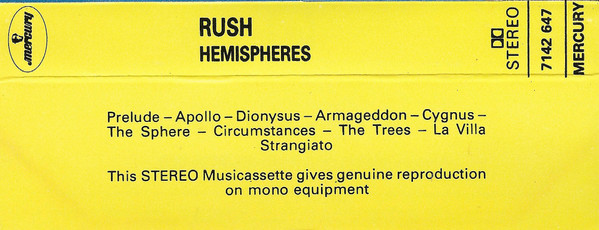 mercury
RUSH
HEMISPHERES
STEREO
7142 647
MERCURY
Prelude – Apollo – Dionysus – Armageddon – Cygnus –
The Sphere – Circumstances – The Trees – La Villa
Strangiato
This STEREO Musicassette gives genuine reproduction
on mono equipment